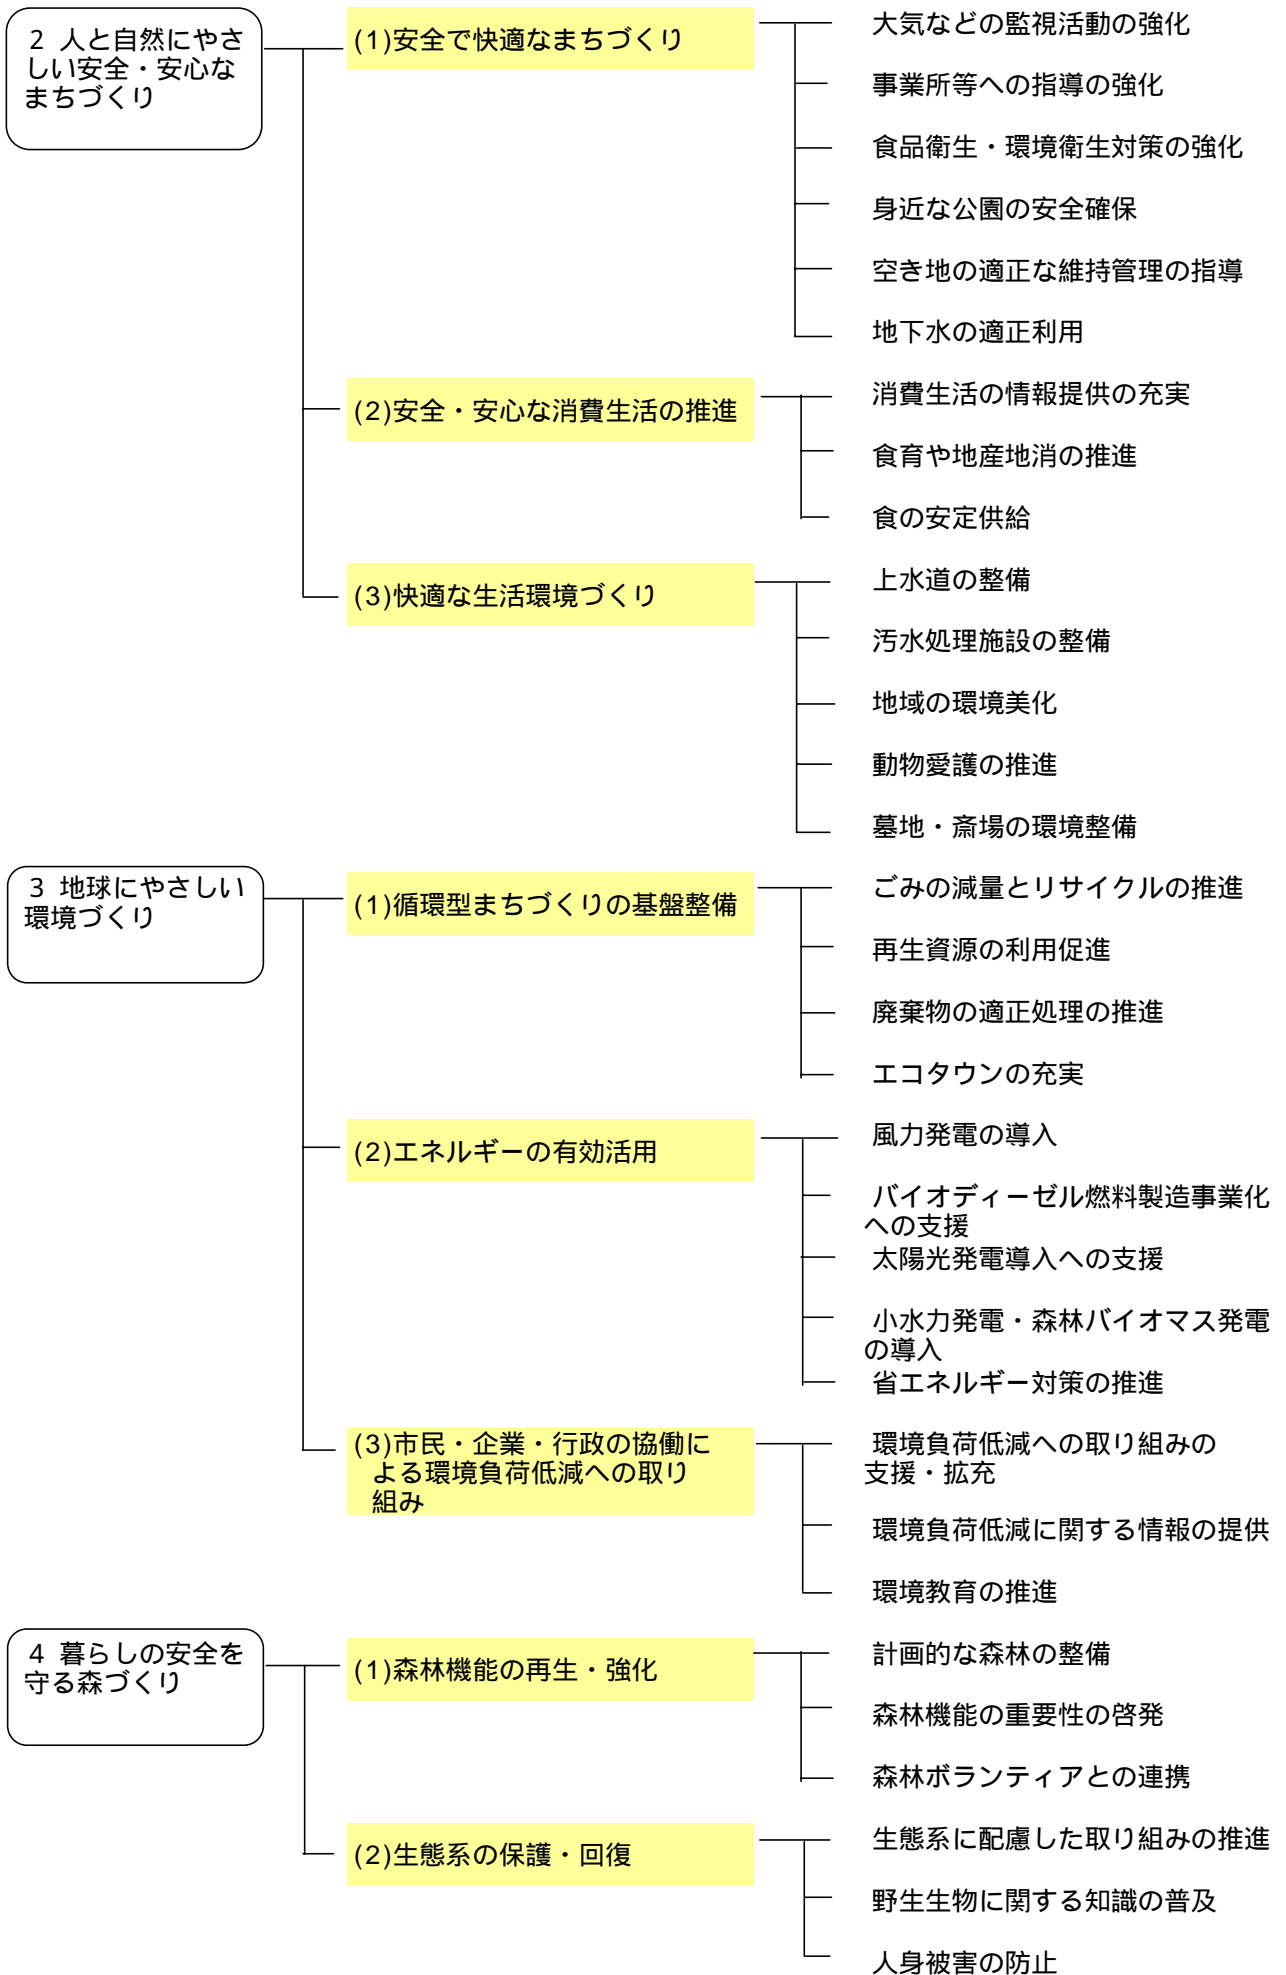 2 人と自然にやさ
しい安全・安心な
まちづくり
(1)安全で快適なまちづくり
大気などの監視活動の強化
事業所等への指導の強化
食品衛生・環境衛生対策の強化
身近な公園の安全確保
空き地の適正な維持管理の指導
地下水の適正利用
(2)安全・安心な消費生活の推進
消費生活の情報提供の充実
食育や地産地消の推進
食の安定供給
(3)快適な生活環境づくり
上水道の整備
汚水処理施設の整備
地域の環境美化
動物愛護の推進
墓地・斎場の環境整備
3 地球にやさしい
環境づくり
(1)循環型まちづくりの基盤整備
ごみの減量とリサイクルの推進
再生資源の利用促進
廃棄物の適正処理の推進
エコタウンの充実
(2)エネルギーの有効活用
風力発電の導入
バイオディーゼル燃料製造事業化
への支援
太陽光発電導入への支援
小水力発電・森林バイオマス発電
の導入
省エネルギー対策の推進
(3)市民・企業・行政の協働に
よる環境負荷低減への取り
組み
環境負荷低減への取り組みの
支援・拡充
環境負荷低減に関する情報の提供
環境教育の推進
4 暮らしの安全を
守る森づくり
(1)森林機能の再生・強化
計画的な森林の整備
森林機能の重要性の啓発
森林ボランティアとの連携
(2)生態系の保護・回復
生態系に配慮した取り組みの推進
野生生物に関する知識の普及
人身被害の防止